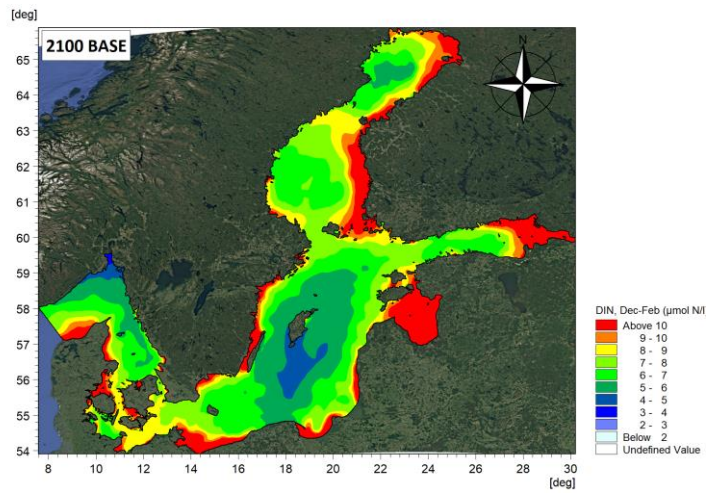 [deg]
2100 BASE
N
65
64
63
62
61
60
59
58
57
56
55
54
8 10 12 14 16 18 20 22 24 26 28 30
[deg]
DIN, Dec-Feb (µmol N/l
Above 10
9 - 10
8 - 9
7 - 8
6 - 7
5 - 6
4 - 5
3 - 4
2 - 3
Below 2
Undefined Value